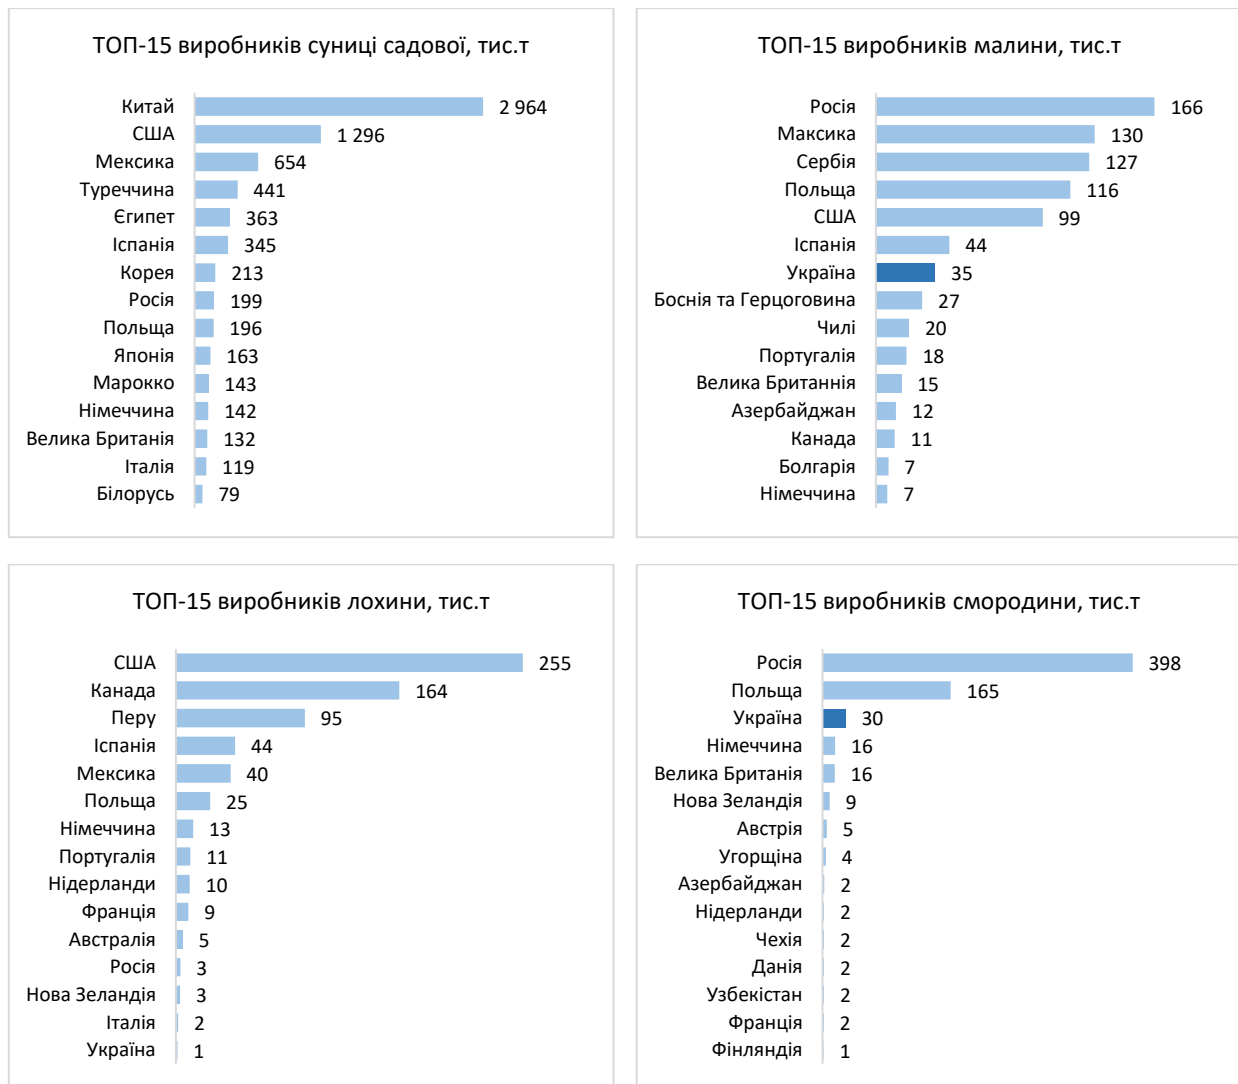 ТОП-15 виробників суниці садової, тис.т
Китай 2 964
США 1 296
Мексика 654
Туреччина 441
Єгипет 363
Іспанія 345
Корея 213
Росія 199
Польща 196
Японія 163
Марокко 143
Німеччина 142
Велика Британія 132
Італія 119
Білорусь 79
ТОП-15 виробників малини, тис.т
Росія 166
Максика 130
Сербія 127
Польща 116
США 99
Іспанія 44
Україна 35
Боснія та Герцоговина 27
Чилі 20
Португалія 18
Велика Британнія 15
Азербайджан 12
Канада 11
Болгарія 7
Німеччина 7
ТОП-15 виробників лохини, тис.т
США 255
Канада 164
Перу 95
Іспанія 44
Мексика 40
Польща 25
Німеччина 13
Португалія 11
Нідерланди 10
Франція 9
Австралія 5
Росія 3
Нова Зеландія 3
Італія 2
Україна 1
ТОП-15 виробників смородини, тис.т
Росія 398
Польща 165
Україна 30
Німеччина 16
Велика Британія 16
Нова Зеландія 9
Австрія 5
Угорщіна 4
Азербайджан 2
Нідерланди 2
Чехія 2
Данія 2
Узбекістан 2
Франція 2
Фінляндія 1